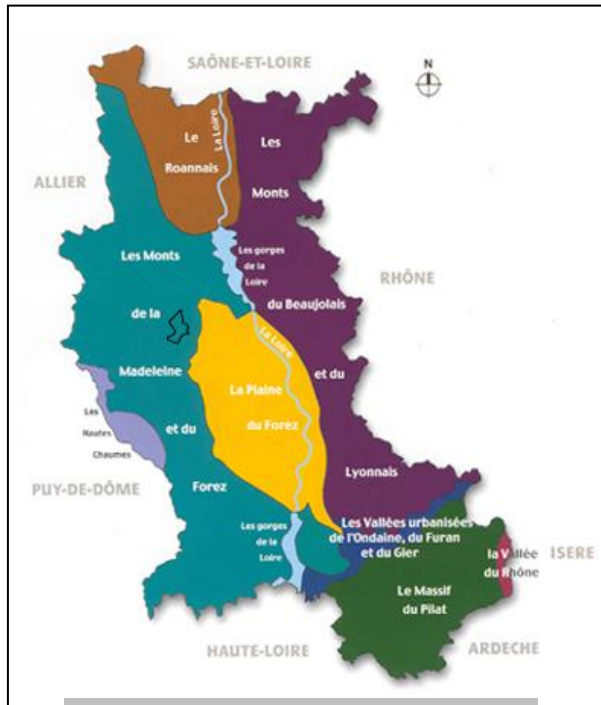 SAÔNE-ET-LOIRE
N
Le
Roannais
La Loire
Les
Monts
du Beaujolais
et du
Lyonnais
ALLIER
RHÔNE
Les Monts
de la
Madeleine
et du
Forez
Les gorges
de la
Loire
La Loire
La Plaine
du Forez
Les
Hautes
Chaumes
PUY-DE-DÔME
Les gorges
de la
Loire
Les Vallées urbanisées
de l'Ondaine, du Furan
et du Gier
la Vallée
du Rhône
ISERE
Le Massif
du Pilat
HAUTE-LOIRE
ARDECHE